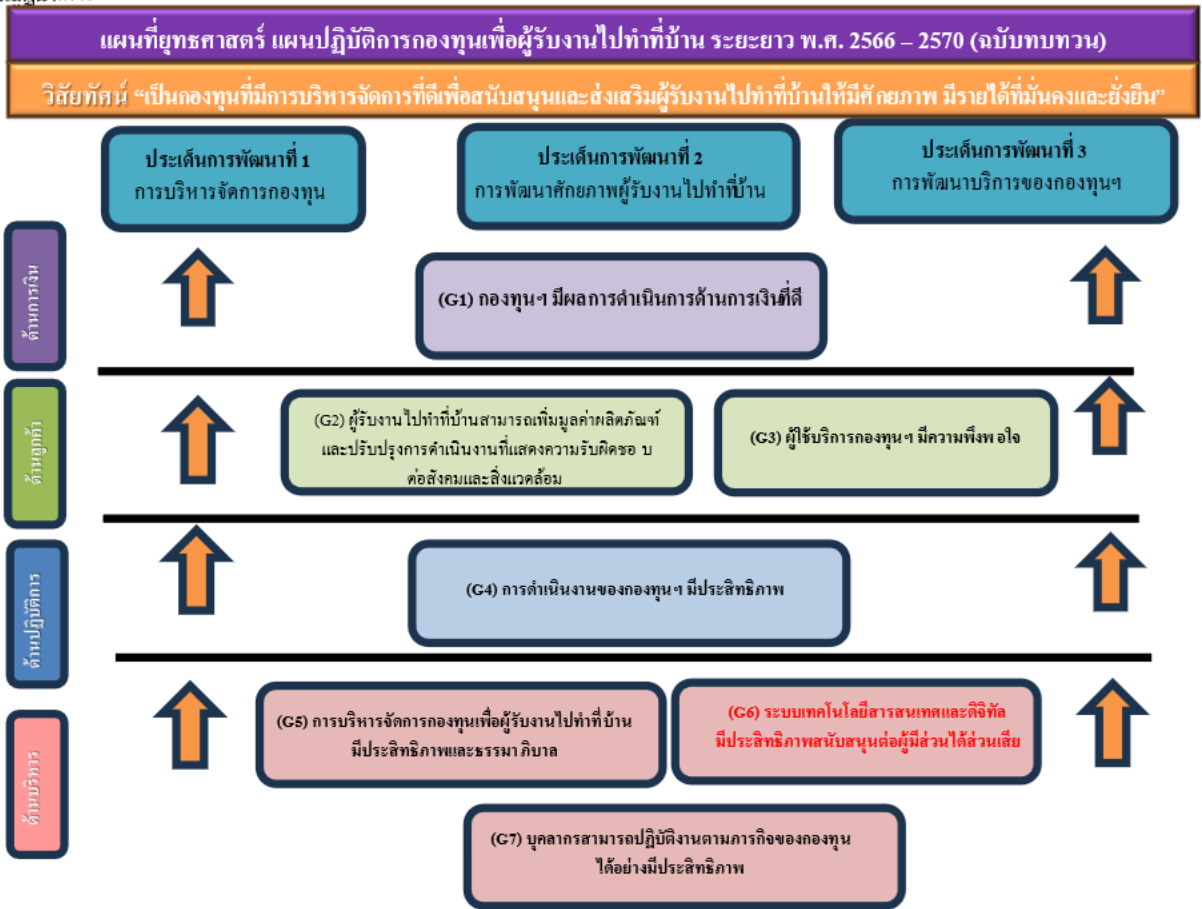 แผนที่ยุทธศาสตร์ แผนปฏิบัติการกองทุนเพื่อผู้รับงานไปทำที่บ้าน ระยะยาว พ.ศ. 2566 – 2570 (ฉบับทบทวน)
วิสัยทัศน์ “เป็นกองทุนที่มีการบริหารจัดการที่ดีเพื่อสนับสนุนและส่งเสริมผู้รับงานไปทำที่บ้านให้มีศักยภาพ มีรายได้ที่มั่นคงและยั่งยืน”
ประเด็นการพัฒนาที่ 1
การบริหารจัดการกองทุน
ประเด็นการพัฒนาที่ 2
การพัฒนาศักยภาพผู้รับงานไปทำที่บ้าน
ประเด็นการพัฒนาที่ 3
การพัฒนาบริการของกองทุนฯ
ด้านการเงิน
(G1) กองทุนฯ มีผลการดำเนินการด้านการเงินที่ดี
ด้านลูกค้า
(G2) ผู้รับงานไปทำที่บ้านสามารถเพิ่มมูลค่าผลิตภัณฑ์
และปรับปรุงการดำเนินงานที่แสดงความรับผิดชอ บ
ต่อสังคมและสิ่งแวดล้อม
(G3) ผู้ใช้บริการกองทุนฯ มีความพึงพอใจ
ด้านปฏิบัติการ
(G4) การดำเนินงานของกองทุนฯ มีประสิทธิภาพ
ด้านบริหาร
(G5) การบริหารจัดการกองทุนเพื่อผู้รับงานไปทำที่บ้าน
มีประสิทธิภาพและธรรมาภิบาล
(G6) ระบบเทคโนโลยีสารสนเทศและดิจิทัล
มีประสิทธิภาพสนับสนุนต่อผู้มีส่วนได้ส่วนเสีย
(G7) บุคลากรสามารถปฏิบัติงานตามภารกิจของกองทุน
ได้อย่างมีประสิทธิภาพ